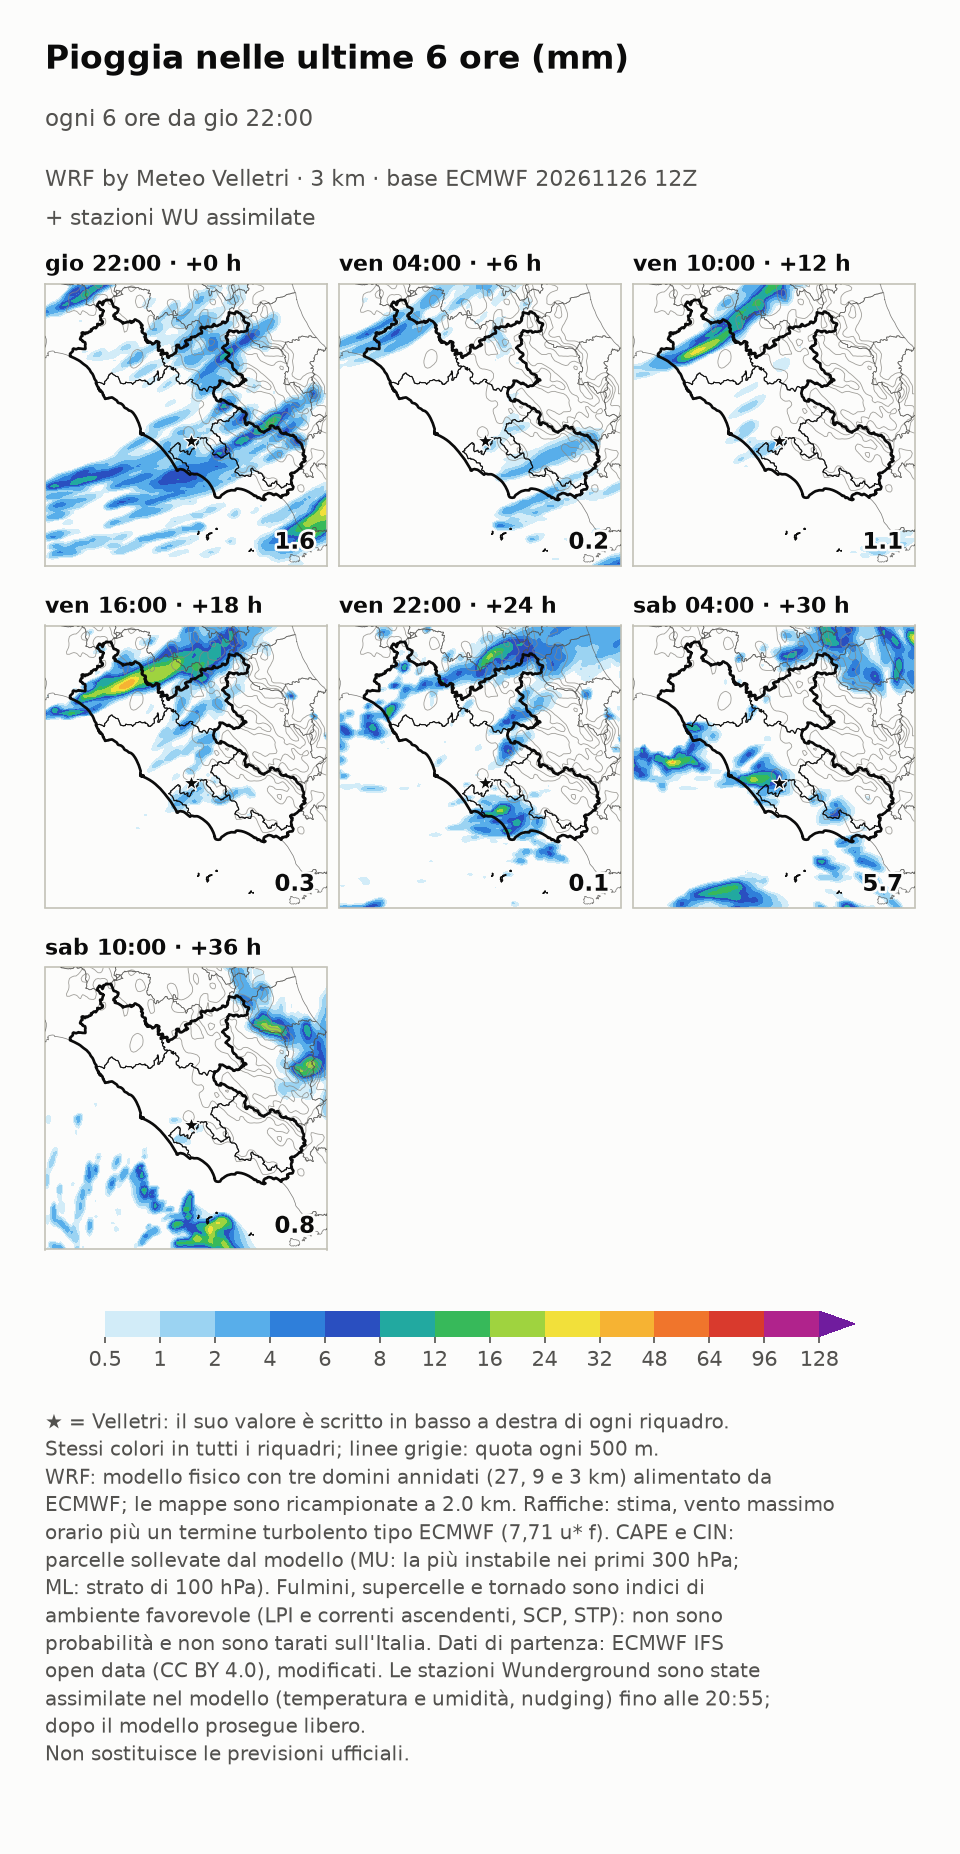 Pioggia nelle ultime 6 ore (mm)
ogni 6 ore da gio 22:00
WRF by Meteo Velletri · 3 km · base ECMWF 20261126 12Z
+ stazioni WU assimilate
gio 22:00 · +0 h
ven 04:00 · +6 h
ven 10:00 · +12 h
1.6
0.2
1.1
ven 16:00 · +18 h
ven 22:00 · +24 h
sab 04:00 · +30 h
0.3
0.1
5.7
sab 10:00 · +36 h
0.8
0.5 1 2 4 6 8 12 16 24 32 48 64 96 128
★ = Velletri: il suo valore è scritto in basso a destra di ogni riquadro.
Stessi colori in tutti i riquadri; linee grigie: quota ogni 500 m.
WRF: modello fisico con tre domini annidati (27, 9 e 3 km) alimentato da
ECMWF; le mappe sono ricampionate a 2.0 km. Raffiche: stima, vento massimo
orario più un termine turbolento tipo ECMWF (7,71 u* f). CAPE e CIN:
parcelle sollevate dal modello (MU: la più instabile nei primi 300 hPa;
ML: strato di 100 hPa). Fulmini, supercelle e tornado sono indici di
ambiente favorevole (LPI e correnti ascendenti, SCP, STP): non sono
probabilità e non sono tarati sull'Italia. Dati di partenza: ECMWF IFS
open data (CC BY 4.0), modificati. Le stazioni Wunderground sono state
assimilate nel modello (temperatura e umidità, nudging) fino alle 20:55;
dopo il modello prosegue libero.
Non sostituisce le previsioni ufficiali.